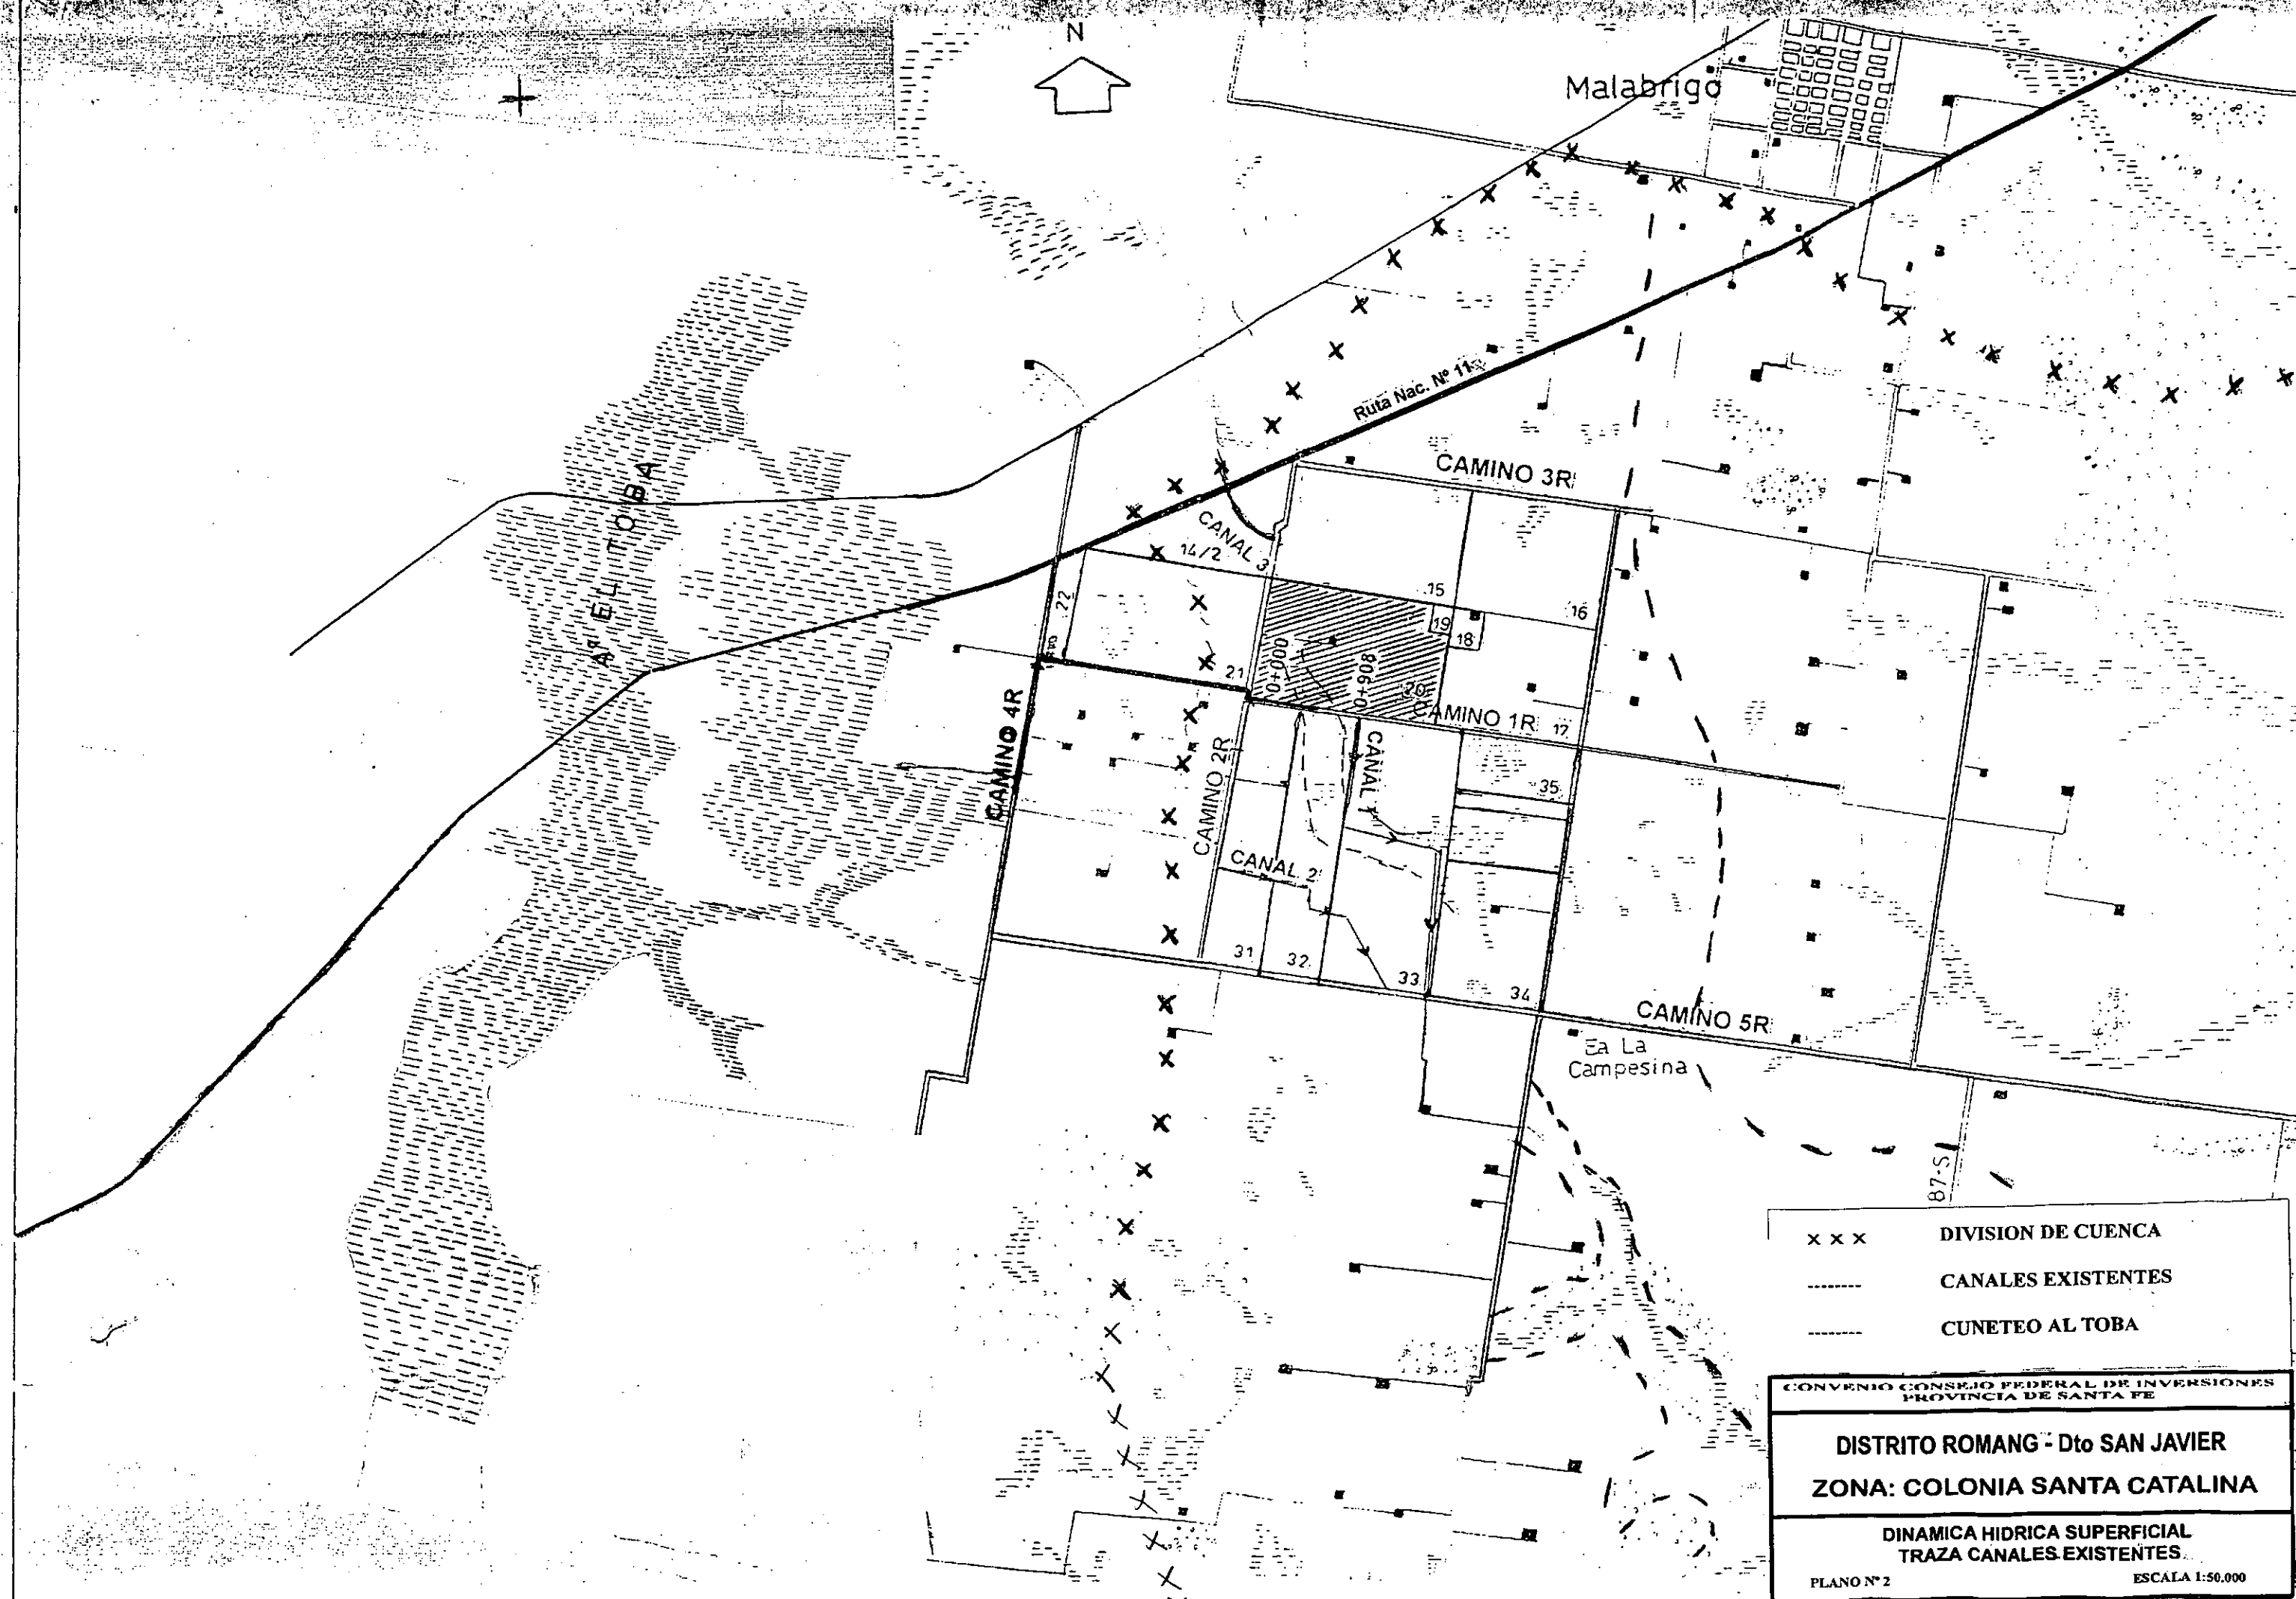 N
Malabrigo
Ruta Nac. Nº 11
CAMINO 3R
CANAL 3
14/2
15
16
22
19
18
Aº EL TOBA
21
0+000
0+908
20
CAMINO 1R
17
CAMINO 4R
CAMINO 2R
CANAL 1
35
CANAL 2
31
32
33
34
CAMINO 5R
Ea La
Campesina
87-S
x x x DIVISION DE CUENCA
CANALES EXISTENTES
CUNETEO AL TOBA
CONVENIO CONSEJO FEDERAL DE INVERSIONES
PROVINCIA DE SANTA FE
DISTRITO ROMANG - Dto SAN JAVIER
ZONA: COLONIA SANTA CATALINA
DINAMICA HIDRICA SUPERFICIAL
TRAZA CANALES EXISTENTES
PLANO Nº 2 ESCALA 1:50.000